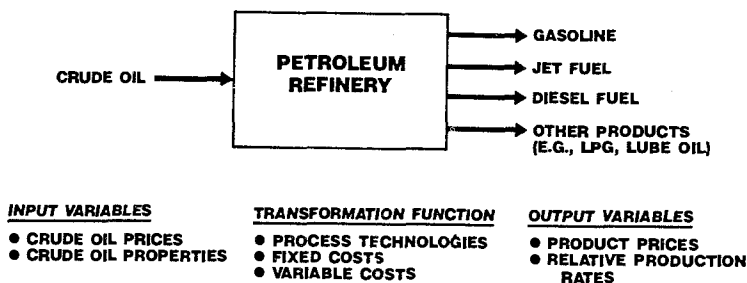 GASOLINE
CRUDE OIL
PETROLEUM
REFINERY
JET FUEL
DIESEL FUEL
OTHER PRODUCTS
(E.G., LPG, LUBE OIL)
INPUT VARIABLES
● CRUDE OIL PRICES
● CRUDE OIL PROPERTIES
TRANSFORMATION FUNCTION
● PROCESS TECHNOLOGIES
● FIXED COSTS
● VARIABLE COSTS
OUTPUT VARIABLES
● PRODUCT PRICES
● RELATIVE PRODUCTION
RATES